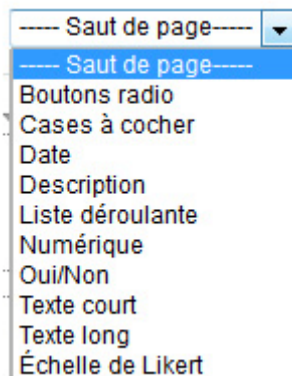 ----- Saut de page-----
----- Saut de page-----
Boutons radio
Cases à cocher
Date
Description
Liste déroulante
Numérique
Oui/Non
Texte court
Texte long
Échelle de Likert